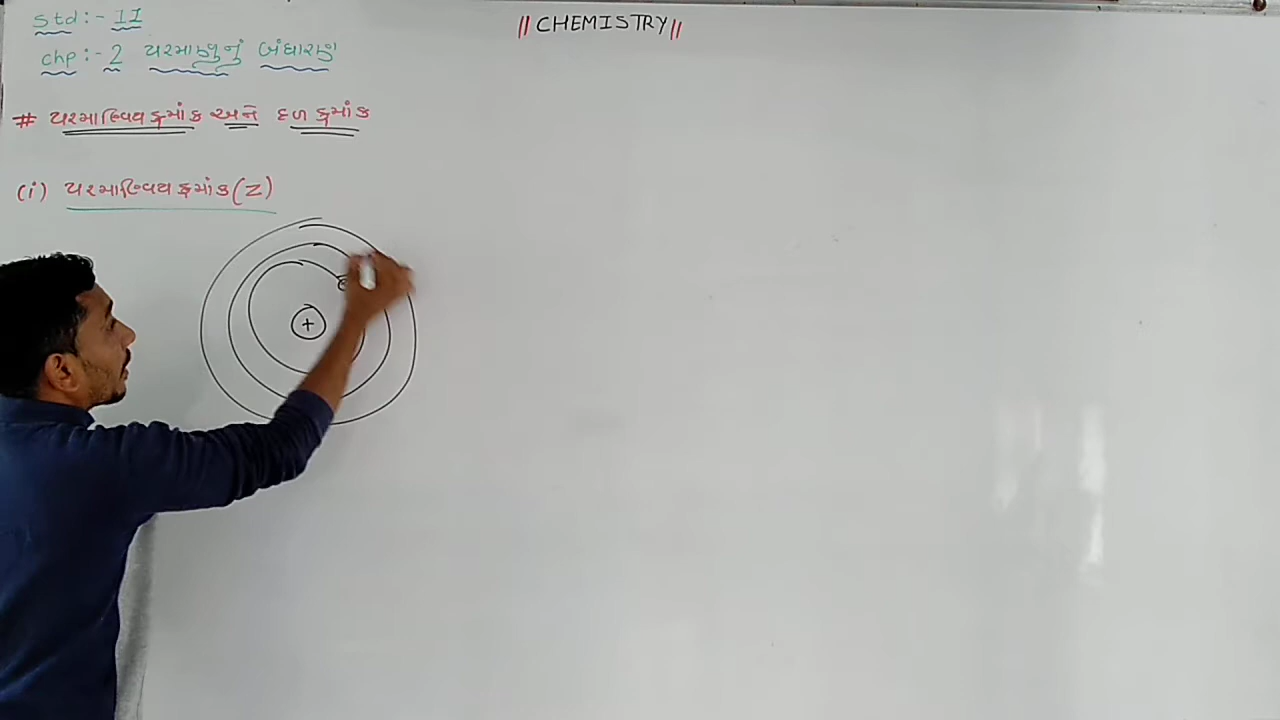 std :- 11
|| CHEMISTRY ||
chp :- 2 પરમાણુનું બંધારણ
# પરમાણ્વિય ક્રમાંક અને દળ ક્રમાંક
(i) પરમાણ્વિય ક્રમાંક (Z)
+